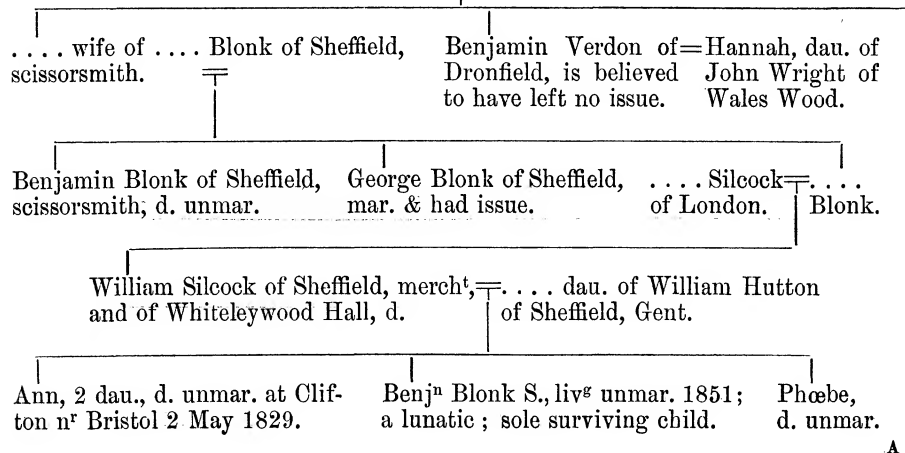 . . . . wife of . . . . Blonk of Sheffield,
scissorsmith.
Benjamin Verdon of=Hannah, dau. of
Dronfield, is believed John Wright of
to have left no issue. Wales Wood.
Benjamin Blonk of Sheffield,
scissorsmith, d. unmar.
George Blonk of Sheffield,
mar. & had issue.
. . . . Silcock=. . . .
of London. Blonk.
William Silcock of Sheffield, mercht,=. . . . dau. of William Hutton
and of Whiteleywood Hall, d. of Sheffield, Gent.
Ann, 2 dau., d. unmar. at Clif-
ton nr Bristol 2 May 1829.
Benjn Blonk S., livg unmar. 1851;
a lunatic; sole surviving child.
Phœbe,
d. unmar.
A